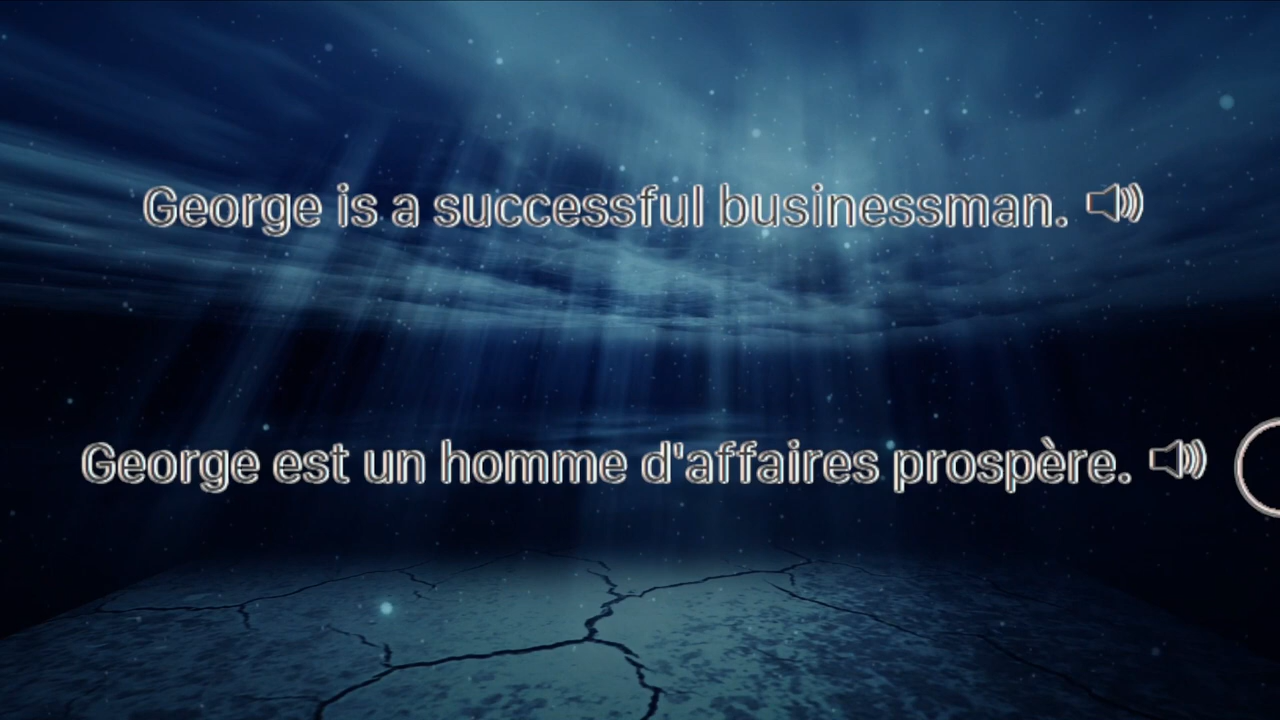 George is a successful businessman.
George est un homme d'affaires prospère.